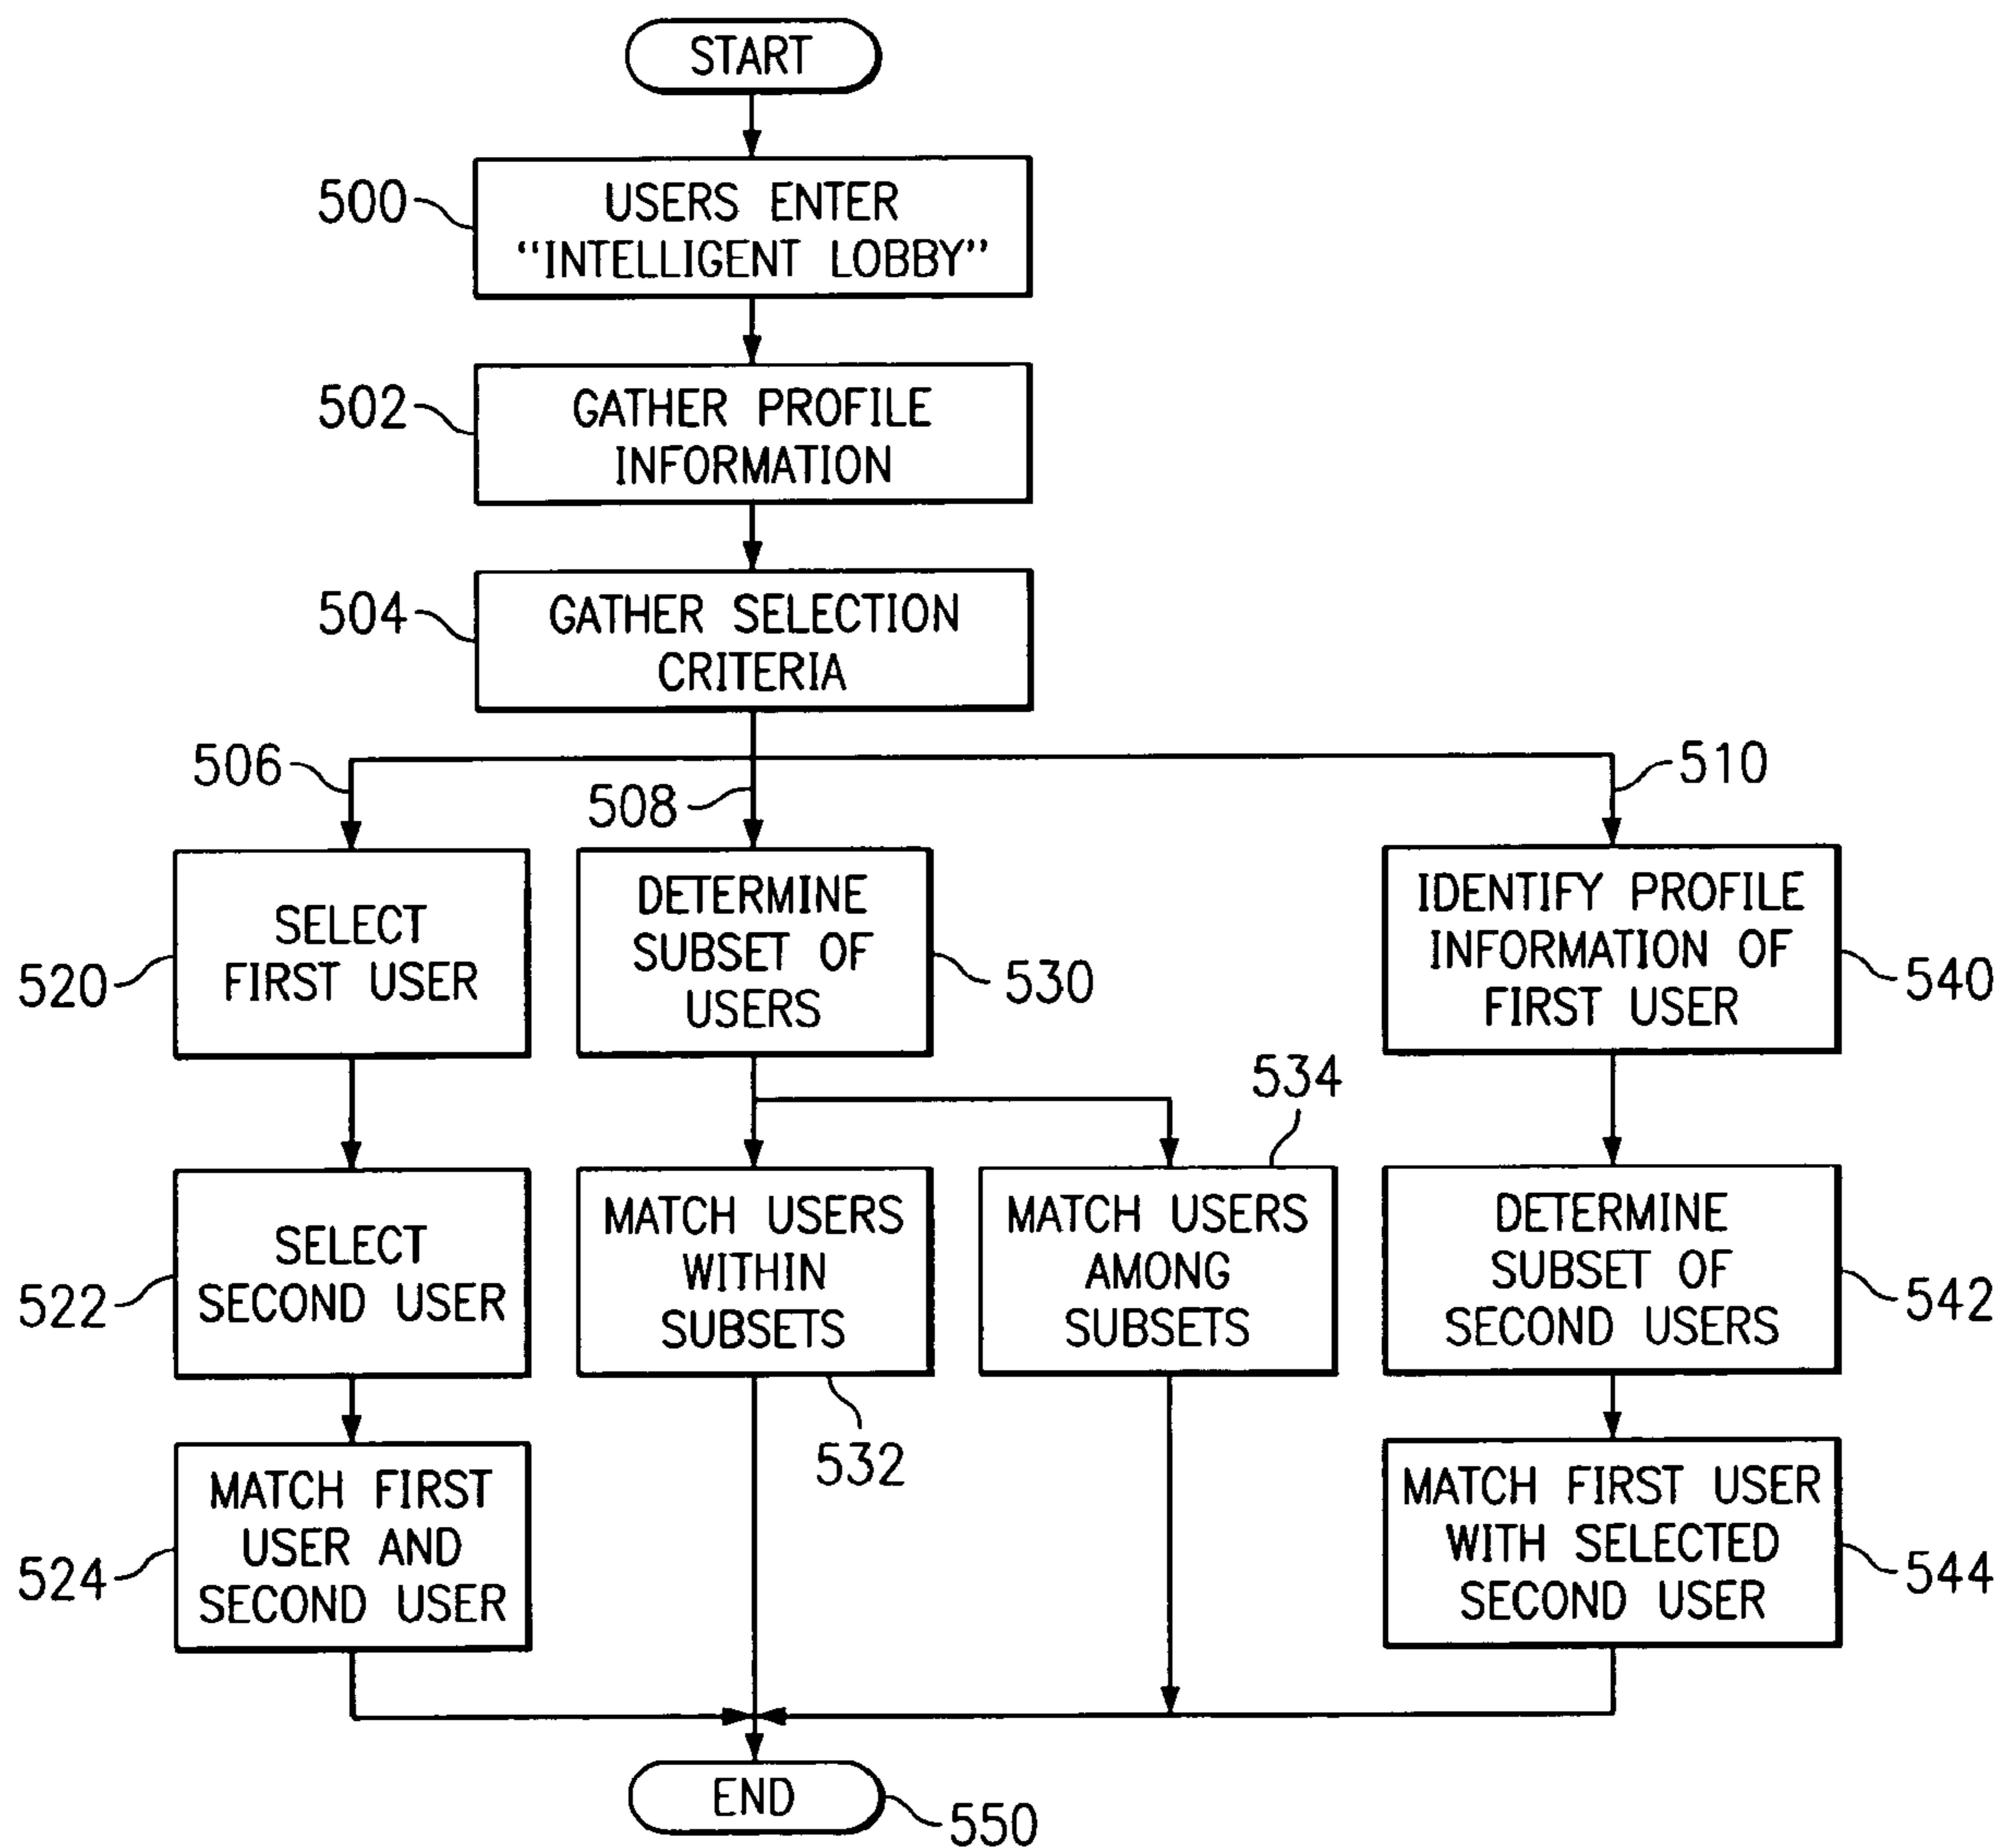 START
500
USERS ENTER
“INTELLIGENT LOBBY”
502
GATHER PROFILE
INFORMATION
504
GATHER SELECTION
CRITERIA
506
508
510
520
SELECT
FIRST USER
DETERMINE
SUBSET OF
USERS
530
IDENTIFY PROFILE
INFORMATION OF
FIRST USER
540
534
522
SELECT
SECOND USER
MATCH USERS
WITHIN
SUBSETS
532
MATCH USERS
AMONG
SUBSETS
DETERMINE
SUBSET OF
SECOND USERS
542
524
MATCH FIRST
USER AND
SECOND USER
MATCH FIRST USER
WITH SELECTED
SECOND USER
544
END
550